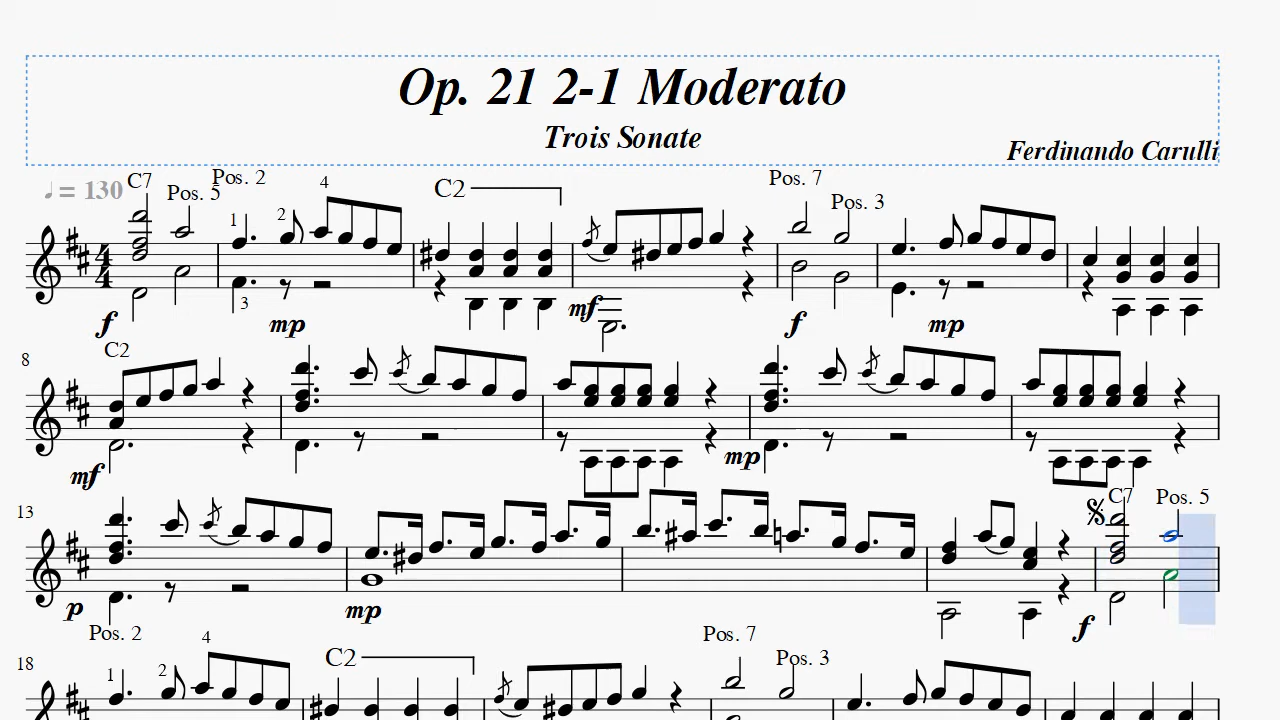 Op. 21 2-1 Moderato
Trois Sonate
Ferdinando Carulli
♩= 130 C7 Pos. 5 Pos. 2 4 C2 Pos. 7 Pos. 3
1 2
3
f mp mf f mp
8 C2
mf mp
13 C7 Pos. 5
p mp f
Pos. 2 4 Pos. 7 Pos. 3
18 1 2 C2